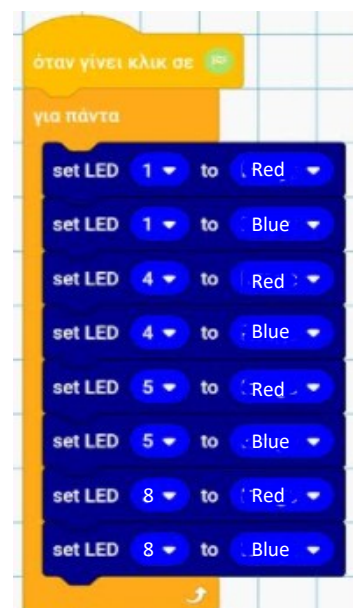 όταν γίνει κλικ σε
για πάντα
set LED 1 to Red
set LED 1 to Blue
set LED 4 to Red
set LED 4 to Blue
set LED 5 to Red
set LED 5 to Blue
set LED 8 to Red
set LED 8 to Blue